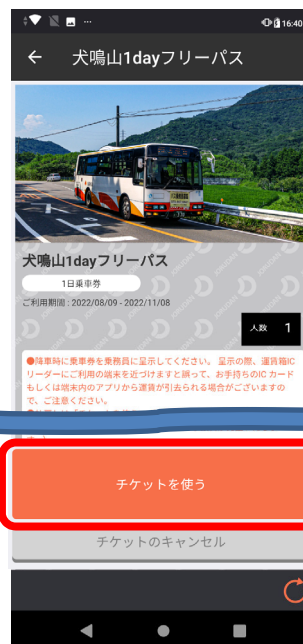 16:40
犬鳴山1dayフリーパス
犬鳴山1dayフリーパス
1日乗車券
ご利用期間 : 2022/08/09 - 2022/11/08
人数 1
●降車時に乗車券を乗務員に呈示してください。 呈示の際、運賃箱IC
リーダーにご利用の端末を近づけますと誤って、お手持ちのIC カード
もしくは端末内のアプリから運賃が引去られる場合がございますの
で、ご注意ください。
チケットを使う
チケットのキャンセル